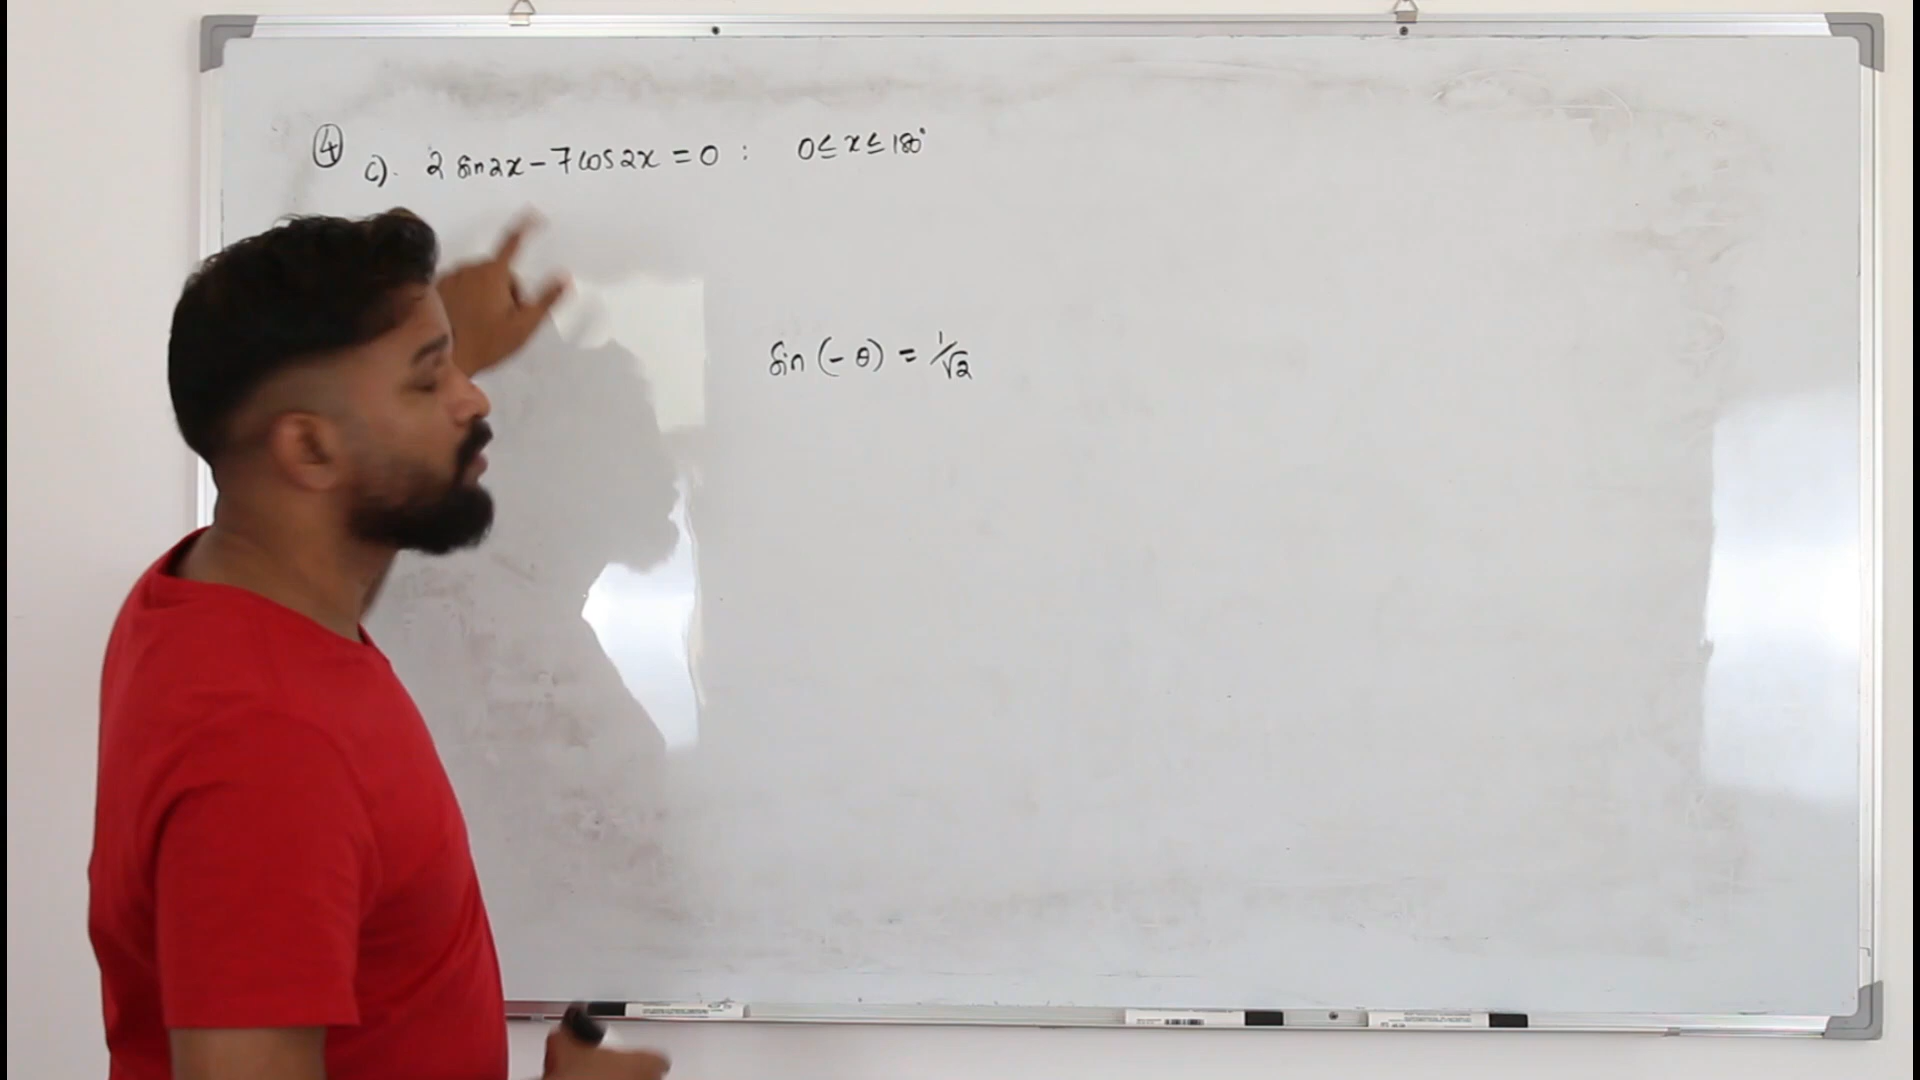 ④ c). 2 sin2x - 7cos2x = 0 : 0 ≤ x ≤ 180°
sin (- θ) = 1/√2